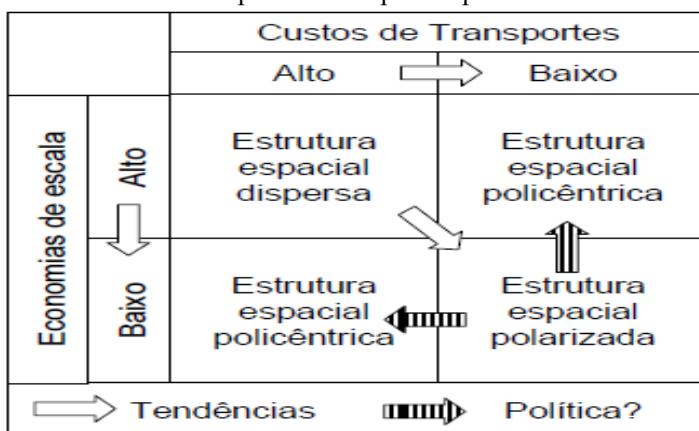 Custos de Transportes
Alto
Baixo
Economias de escala
Alto
Estrutura
espacial
dispersa
Estrutura
espacial
policêntrica
Baixo
Estrutura
espacial
policêntrica
Estrutura
espacial
polarizada
Tendências
Política?